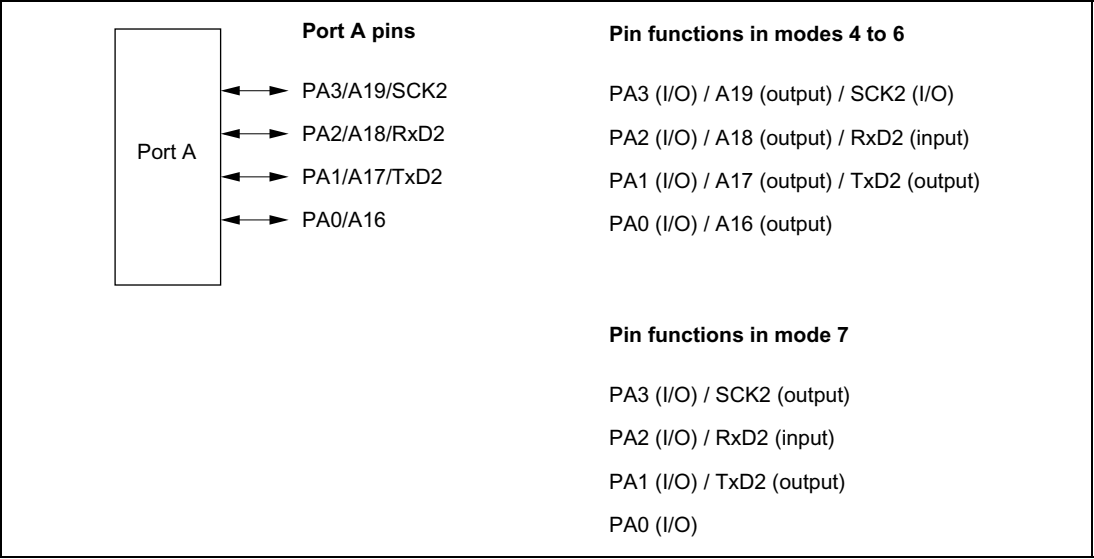 Port A pins
Port A
PA3/A19/SCK2
PA2/A18/RxD2
PA1/A17/TxD2
PA0/A16
Pin functions in modes 4 to 6
PA3 (I/O) / A19 (output) / SCK2 (I/O)
PA2 (I/O) / A18 (output) / RxD2 (input)
PA1 (I/O) / A17 (output) / TxD2 (output)
PA0 (I/O) / A16 (output)
Pin functions in mode 7
PA3 (I/O) / SCK2 (output)
PA2 (I/O) / RxD2 (input)
PA1 (I/O) / TxD2 (output)
PA0 (I/O)